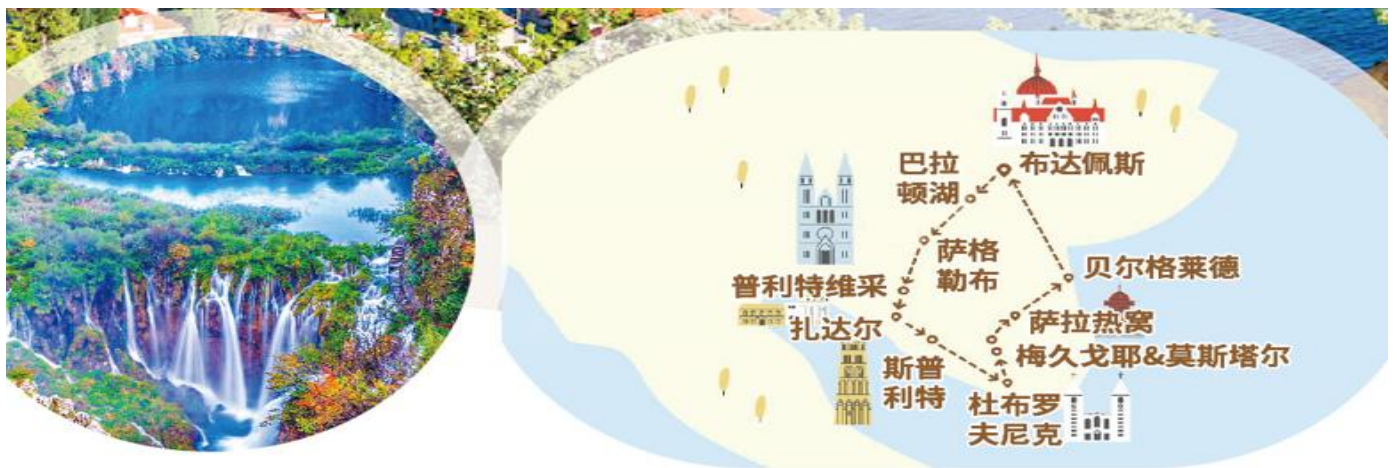 布达佩斯
巴拉
顿湖
萨格
勒布
普利特维采
扎达尔
斯普
利特
杜布罗
夫尼克
梅久戈耶&莫斯塔尔
萨拉热窝
贝尔格莱德